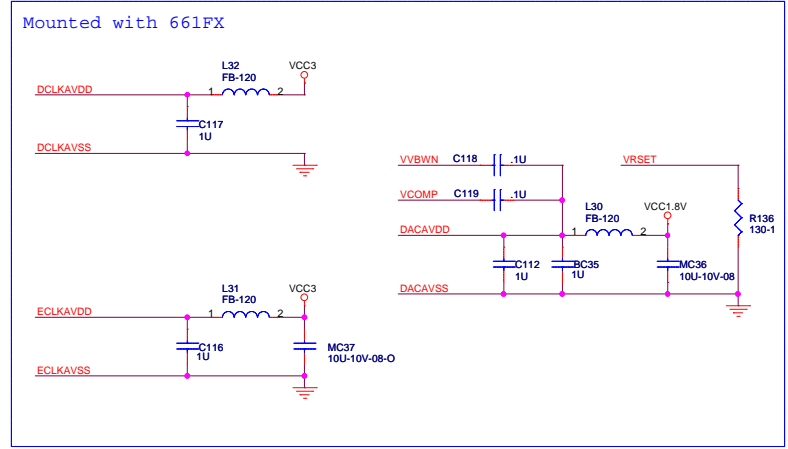 Mounted with 661FX
L32
FB-120
VCC3
DCLKAVDD
1
2
C117
1U
DCLKAVSS
VVBWN
C118
.1U
VRSET
VCOMP
C119
.1U
L30
FB-120
VCC1.8V
R136
130-1
DACAVDD
1
2
C112
1U
BC35
1U
MC36
10U-10V-08
DACAVSS
L31
FB-120
VCC3
ECLKAVDD
1
2
C116
1U
MC37
10U-10V-08-O
ECLKAVSS